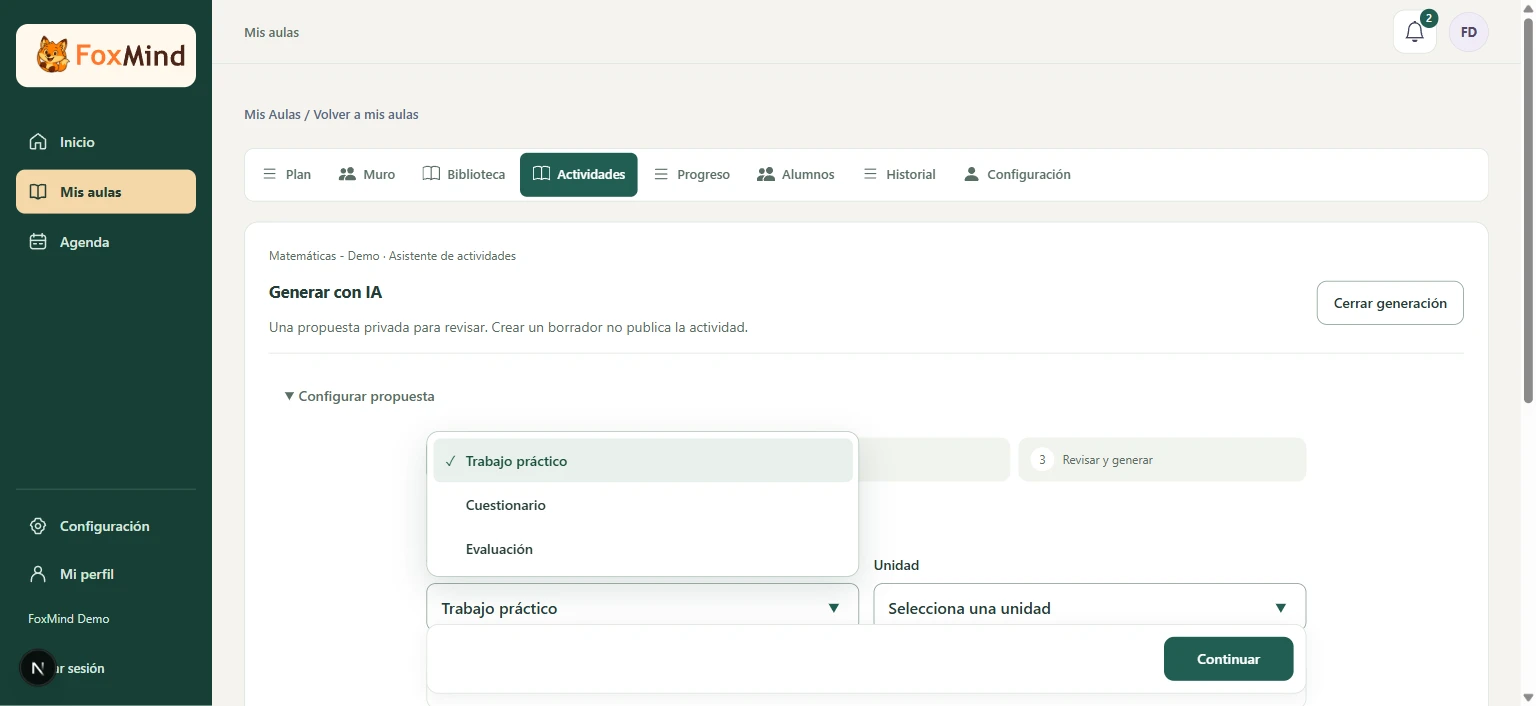 FoxMind
Mis aulas
2
FD
Inicio
Mis aulas
Agenda
Mis Aulas / Volver a mis aulas
Plan
Muro
Biblioteca
Actividades
Progreso
Alumnos
Historial
Configuración
Matemáticas - Demo · Asistente de actividades
Generar con IA
Cerrar generación
Una propuesta privada para revisar. Crear un borrador no publica la actividad.
▼ Configurar propuesta
✓ Trabajo práctico
Cuestionario
Evaluación
3 Revisar y generar
Unidad
Trabajo práctico ▼
Selecciona una unidad ▼
Continuar
Configuración
Mi perfil
FoxMind Demo
N
sesión